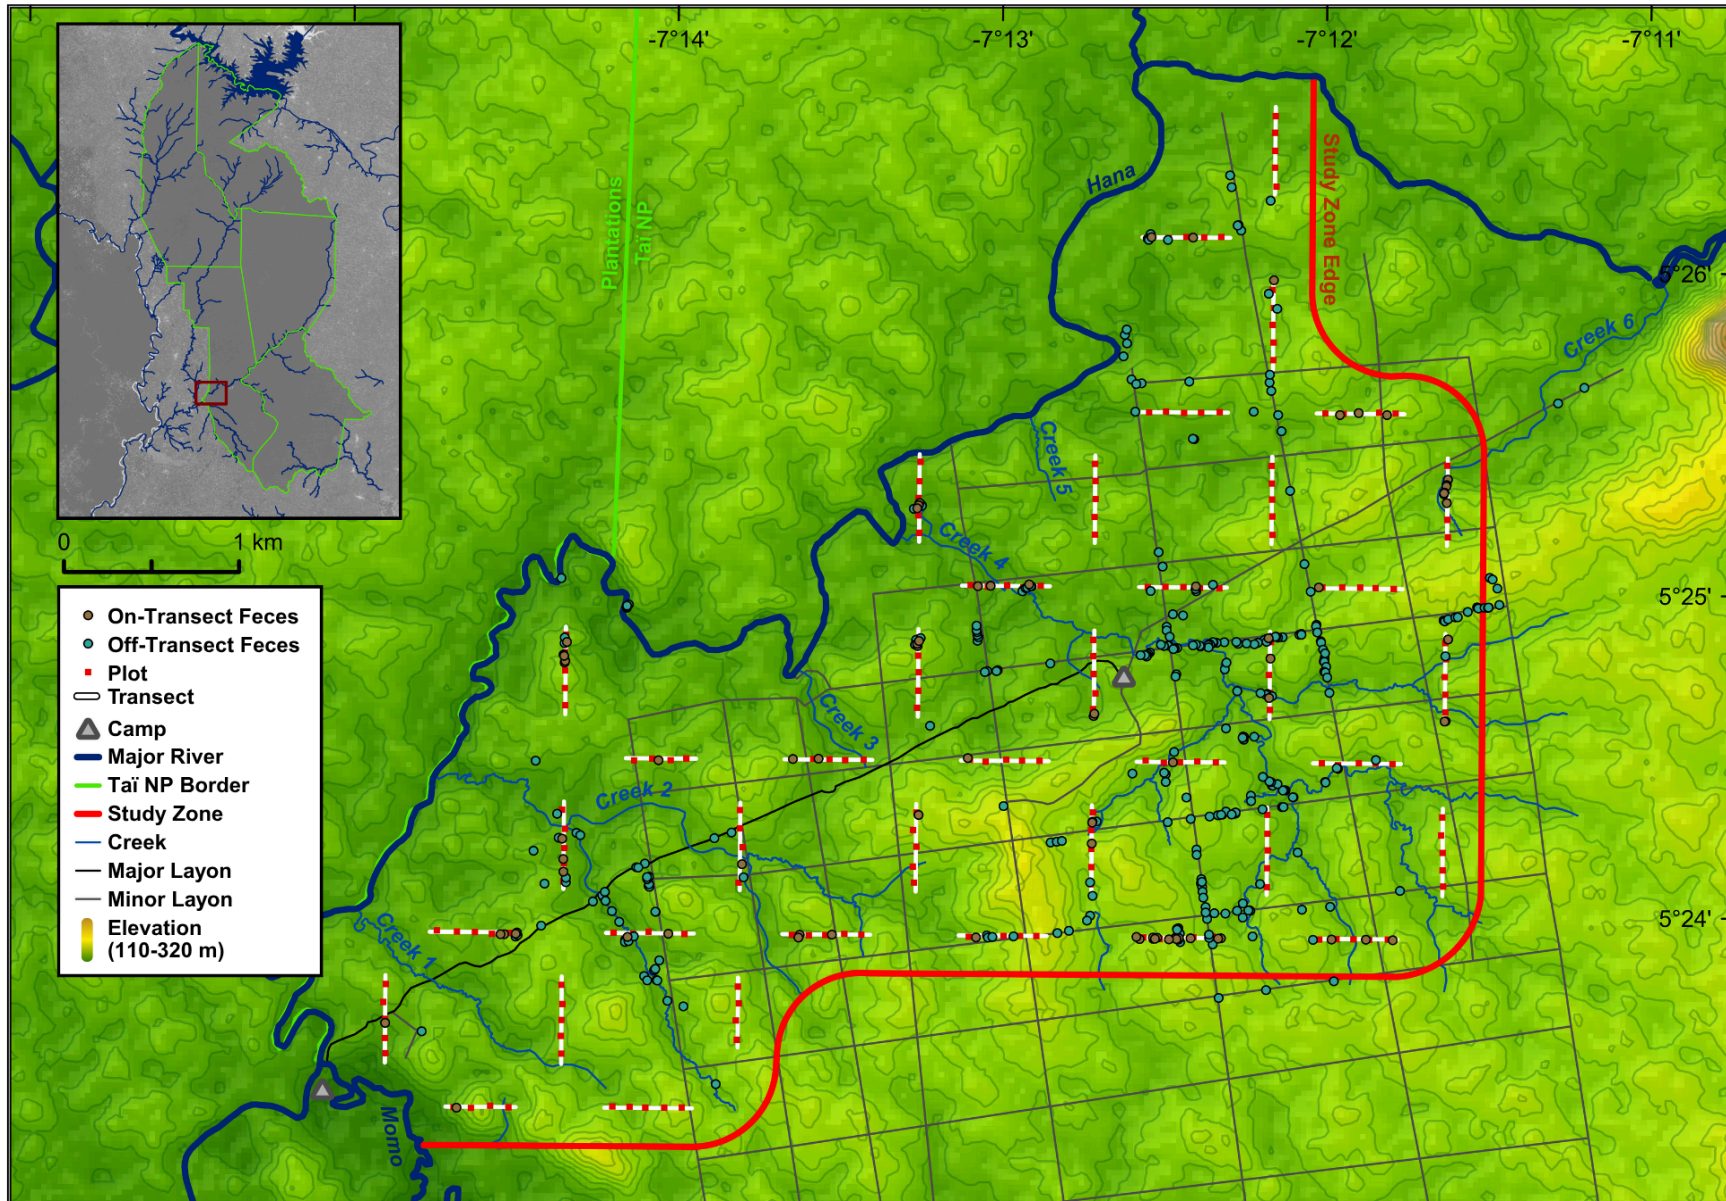 -7°14'
-7°13'
-7°12'
-7°11'
Study Zone Edge
Hana
Plantations
Taï NP
5°26'
Creek 6
Creek 5
0 1 km
Creek 4
5°25'
On-Transect Feces
Off-Transect Feces
Plot
Transect
Camp
Major River
Taï NP Border
Study Zone
Creek
Major Layon
Minor Layon
Elevation
(110-320 m)
Creek 3
Creek 2
5°24'
Creek 1
Momo